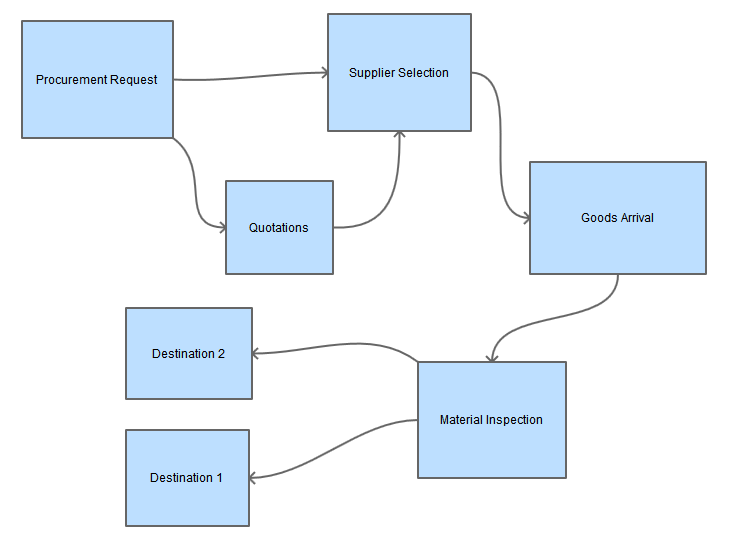 Procurement Request
Supplier Selection
Quotations
Goods Arrival
Destination 2
Material Inspection
Destination 1